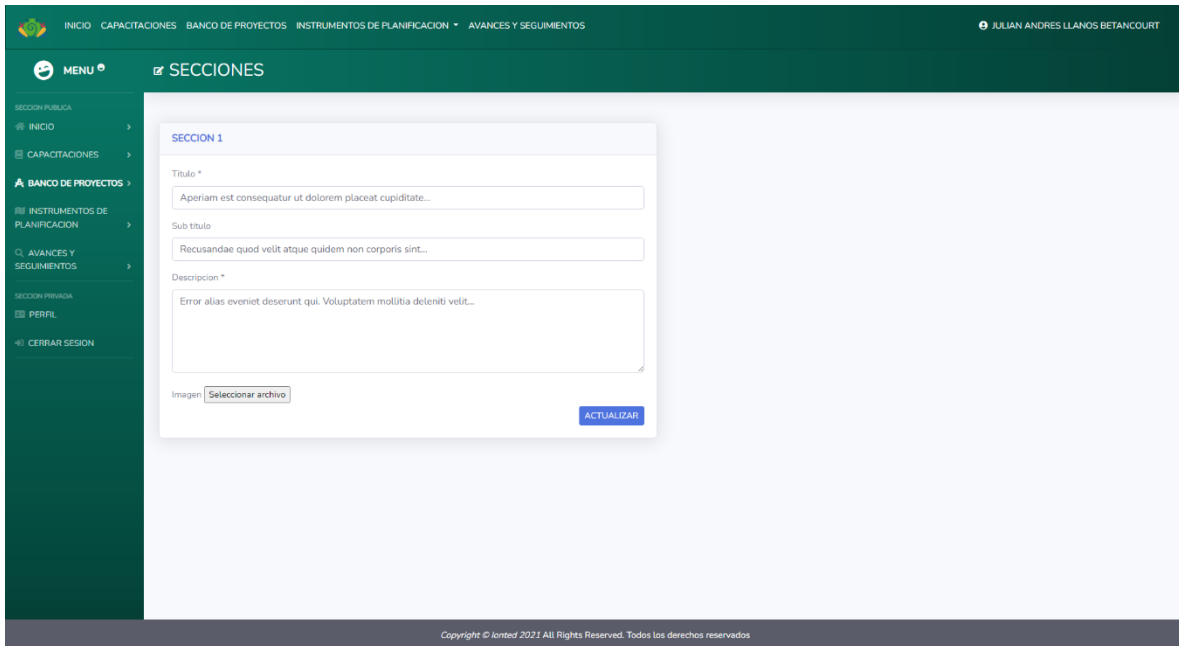 INICIO CAPACITACIONES BANCO DE PROYECTOS INSTRUMENTOS DE PLANIFICACION AVANCES Y SEGUIMIENTOS JULIAN ANDRES LLANOS BETANCOURT
MENU
SECCIONES
SECCION PUBLICA
INICIO
CAPACITACIONES
BANCO DE PROYECTOS
INSTRUMENTOS DE
PLANIFICACION
AVANCES Y
SEGUIMIENTOS
SECCION PRIVADA
PERFIL
CERRAR SESION
SECCION 1
Titulo *
Aperiam est consequatur ut dolorem placeat cupiditate...
Sub titulo
Recusandae quod velit atque quidem non corporis sint...
Descripcion *
Error alias eveniet deserunt qui. Voluptatem mollitia deleniti velit...
Imagen Seleccionar archivo
ACTUALIZAR
Copyright © Ionted 2021 All Rights Reserved. Todos los derechos reservados